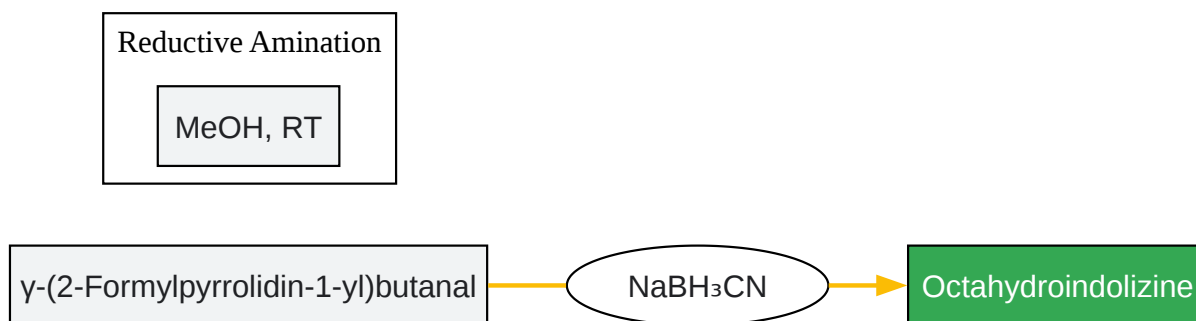 Reductive Amination
MeOH, RT
γ-(2-Formylpyrrolidin-1-yl)butanal
NaBH₃CN
Octahydroindolizine